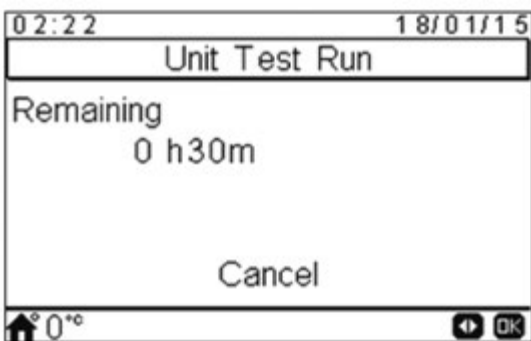 02:22 18/01/15
Unit Test Run
Remaining
0 h30m
Cancel
0°C OK